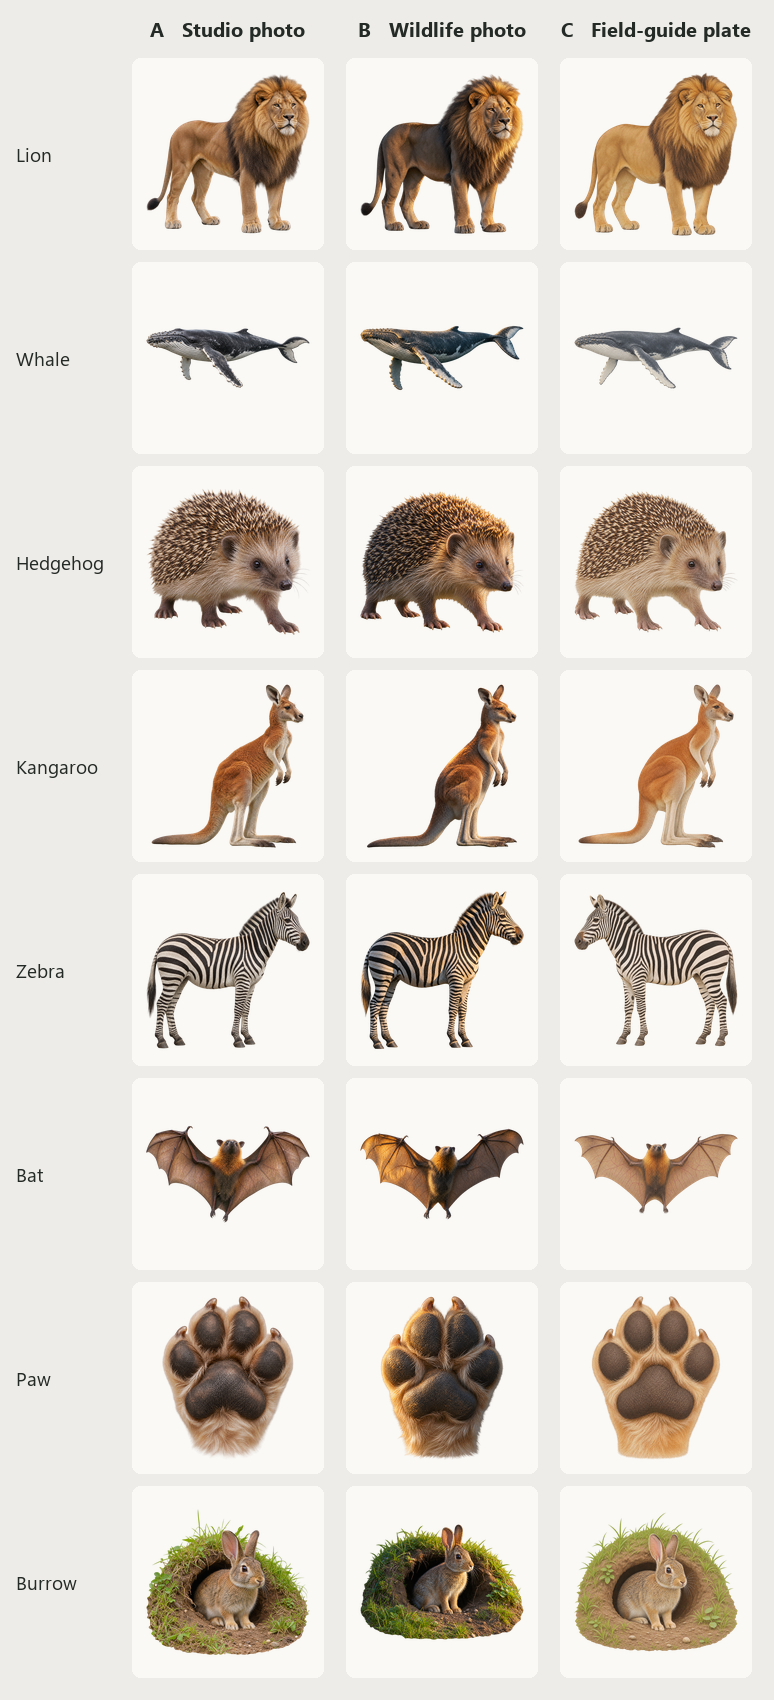 A Studio photo
B Wildlife photo
C Field-guide plate
Lion
Whale
Hedgehog
Kangaroo
Zebra
Bat
Paw
Burrow